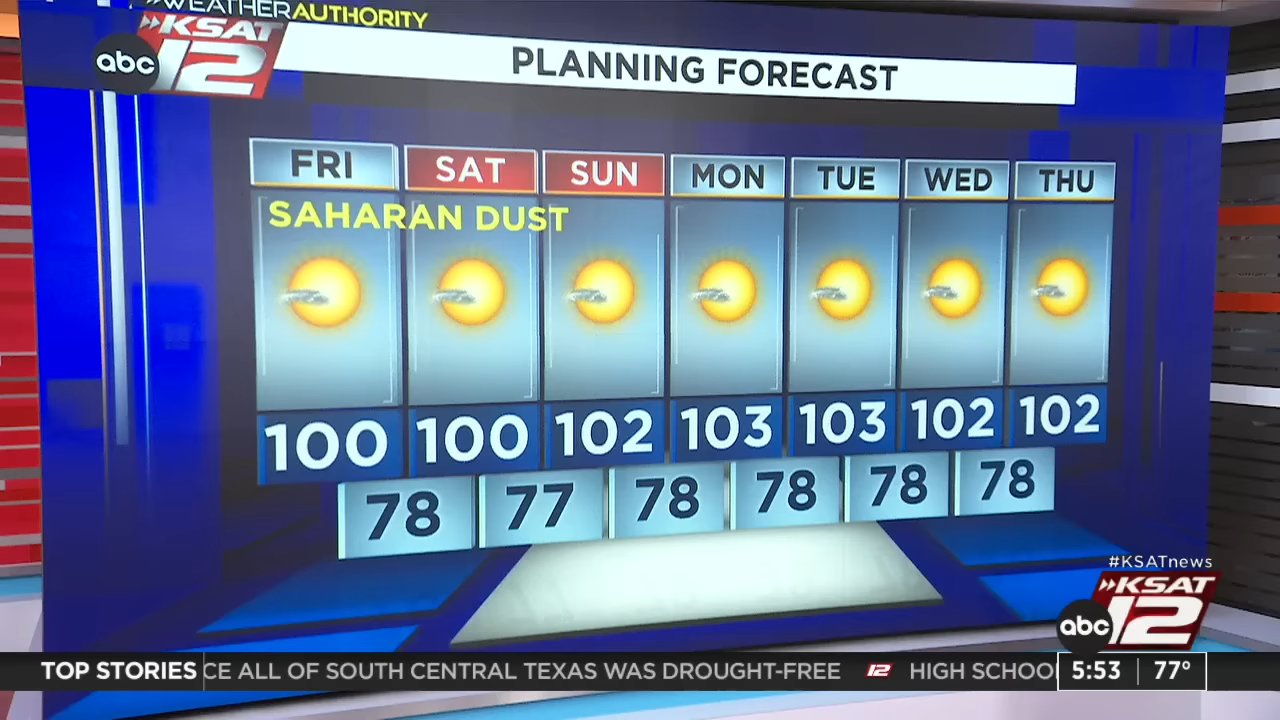 WEATHERAUTHORITY
KSAT
abc 12
PLANNING FORECAST
FRI SAT SUN MON TUE WED THU
SAHARAN DUST
100 100 102 103 103 102 102
78 77 78 78 78 78
#KSATnews
KSAT
abc 12
TOP STORIES CE ALL OF SOUTH CENTRAL TEXAS WAS DROUGHT-FREE 12 HIGH SCHOO 5:53 77°